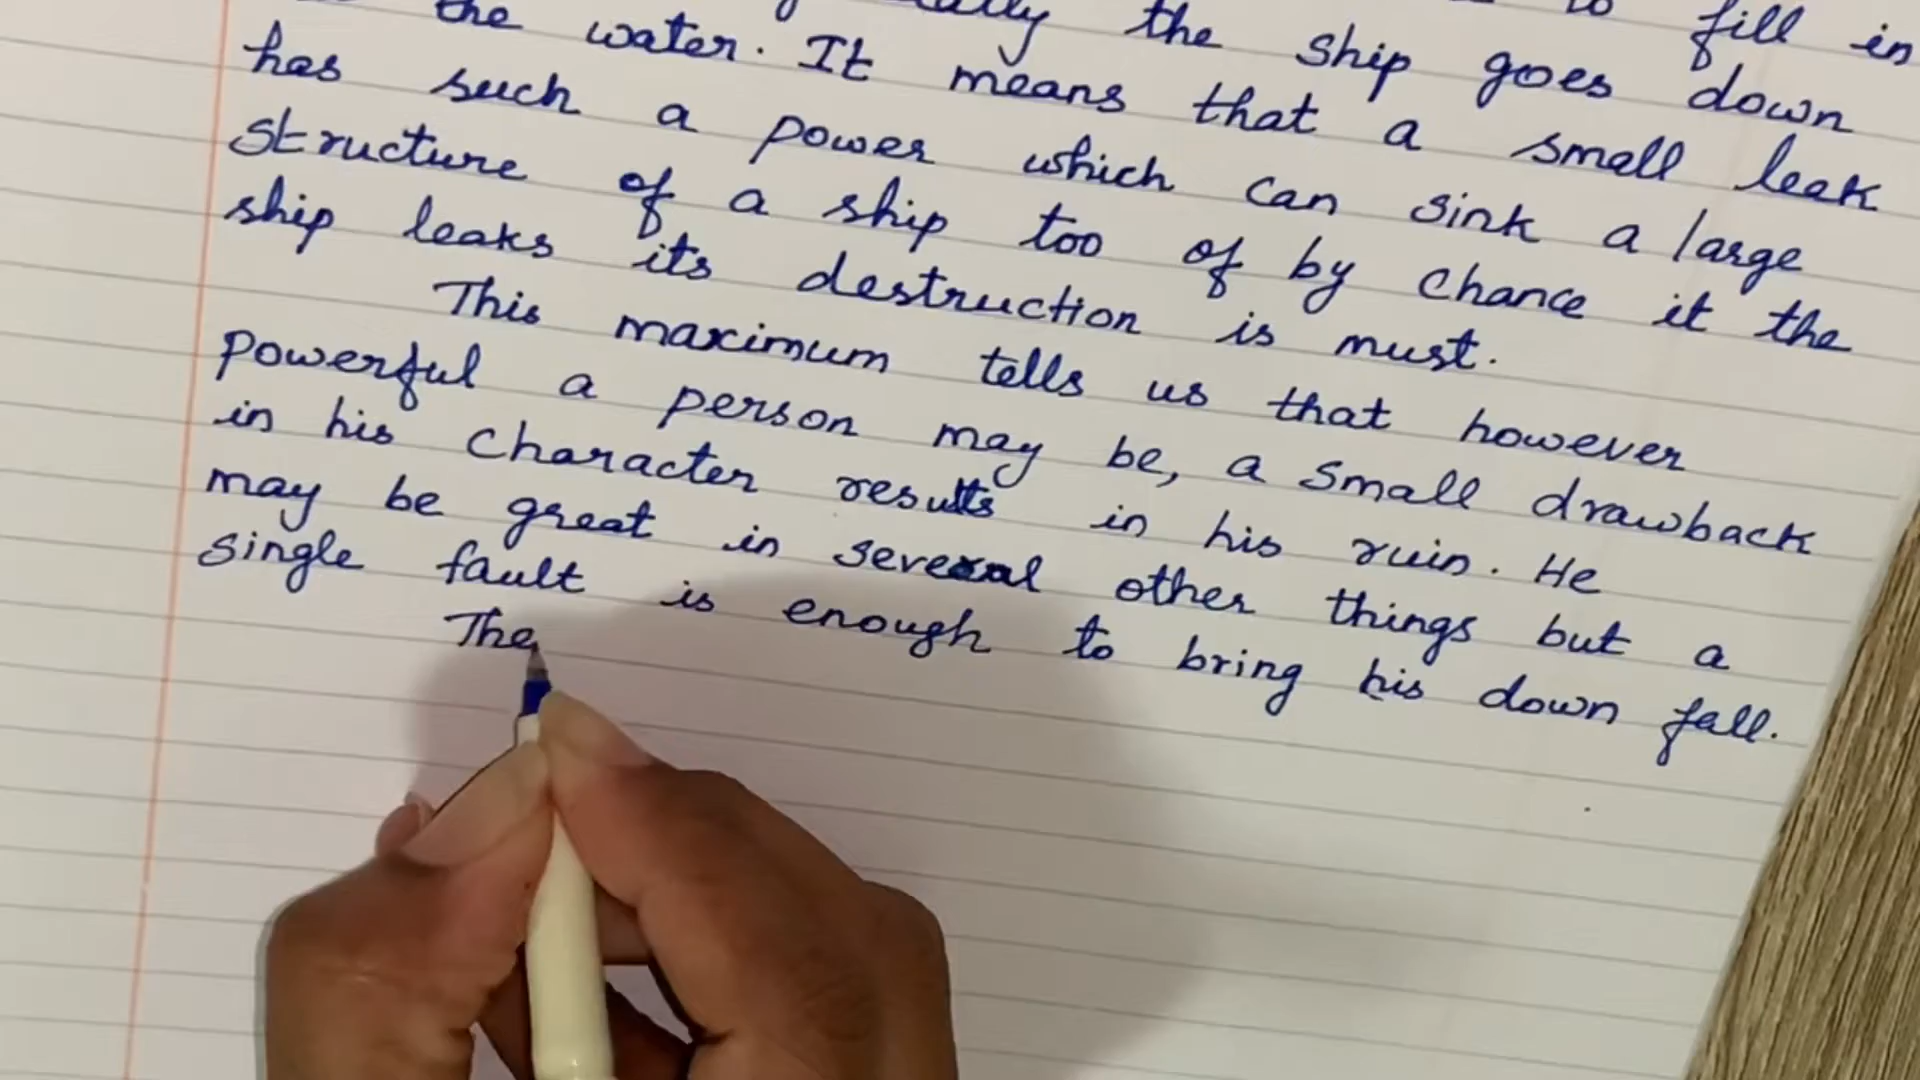 to fill in
the ship goes down
the water. It means that a small leak
has such a power which can sink a large
structure of a ship too of by chance it the
ship leaks its destruction is must.
This maximum tells us that however
powerful a person may be, a small drawback
in his character results in his ruin. He
may be great in several other things but a
single fault is enough to bring his down fall.
The